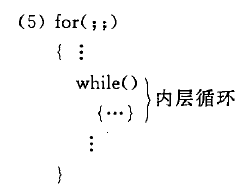 (5) for(;;)
{ ⋮
while()
{…} }内层循环
⋮
}